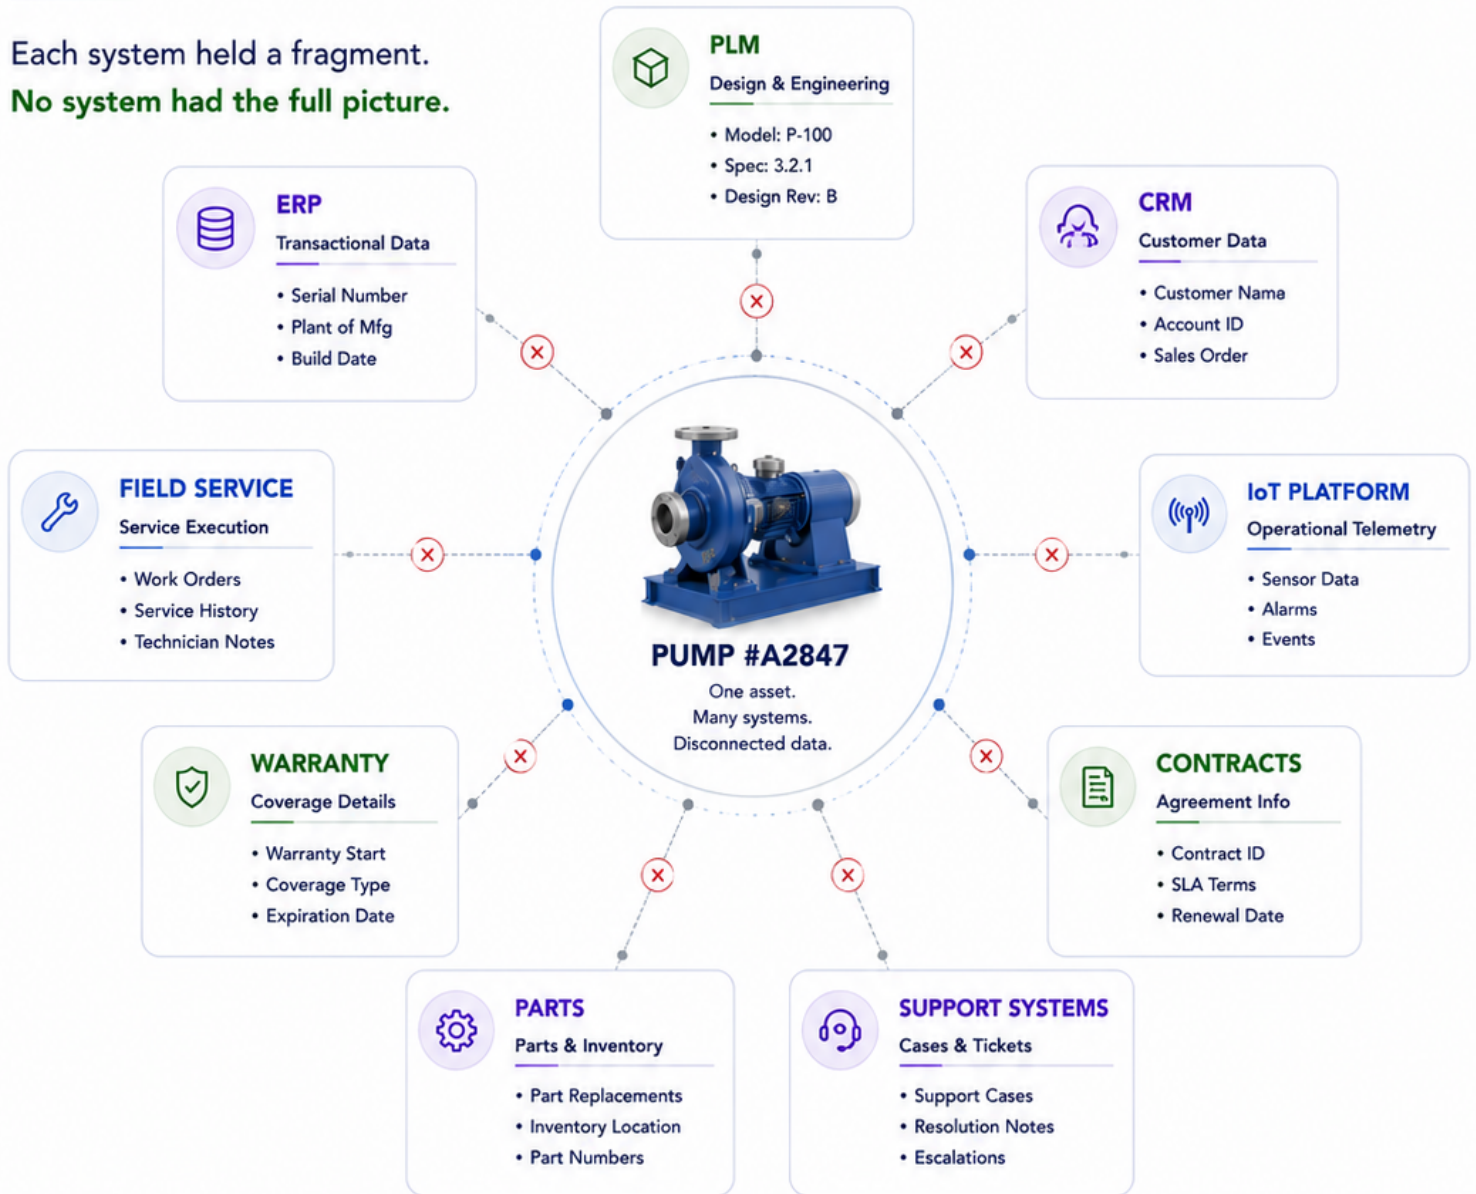 Each system held a fragment.
No system had the full picture.
PLM
Design & Engineering
• Model: P-100
• Spec: 3.2.1
• Design Rev: B
ERP
Transactional Data
• Serial Number
• Plant of Mfg
• Build Date
CRM
Customer Data
• Customer Name
• Account ID
• Sales Order
FIELD SERVICE
Service Execution
• Work Orders
• Service History
• Technician Notes
IoT PLATFORM
Operational Telemetry
• Sensor Data
• Alarms
• Events
PUMP #A2847
One asset.
Many systems.
Disconnected data.
WARRANTY
Coverage Details
• Warranty Start
• Coverage Type
• Expiration Date
CONTRACTS
Agreement Info
• Contract ID
• SLA Terms
• Renewal Date
PARTS
Parts & Inventory
• Part Replacements
• Inventory Location
• Part Numbers
SUPPORT SYSTEMS
Cases & Tickets
• Support Cases
• Resolution Notes
• Escalations